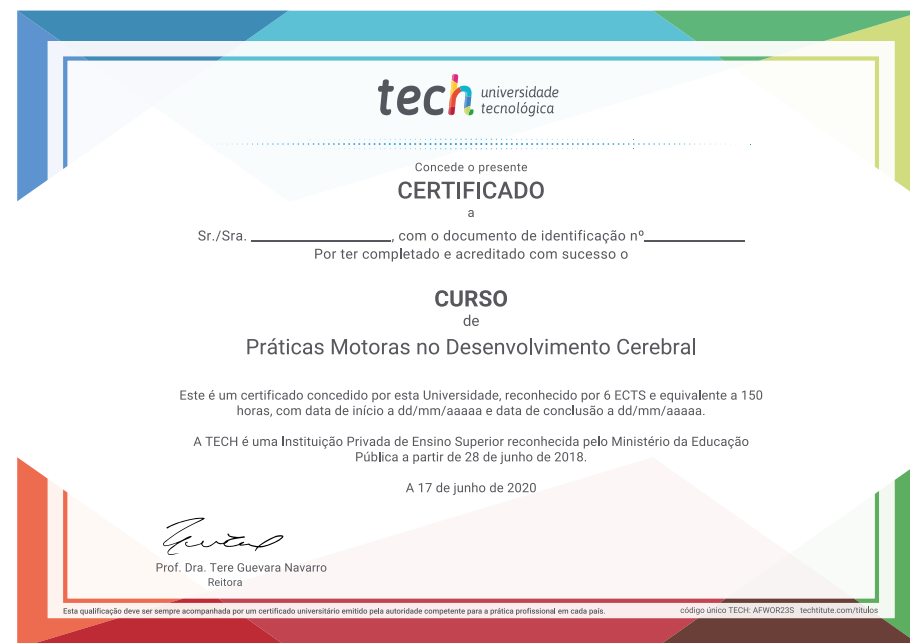 tech universidade
tecnológica
Concede o presente
CERTIFICADO
a
Sr./Sra. ____________________, com o documento de identificação nº______________
Por ter completado e acreditado com sucesso o
CURSO
de
Práticas Motoras no Desenvolvimento Cerebral
Este é um certificado concedido por esta Universidade, reconhecido por 6 ECTS e equivalente a 150
horas, com data de início a dd/mm/aaaaa e data de conclusão a dd/mm/aaaaa.
A TECH é uma Instituição Privada de Ensino Superior reconhecida pelo Ministério da Educação
Pública a partir de 28 de junho de 2018.
A 17 de junho de 2020
Prof. Dra. Tere Guevara Navarro
Reitora
Esta qualificação deve ser sempre acompanhada por um certificado universitário emitido pela autoridade competente para a prática profissional em cada país.
código único TECH: AFWOR23S techtitute.com/titulos